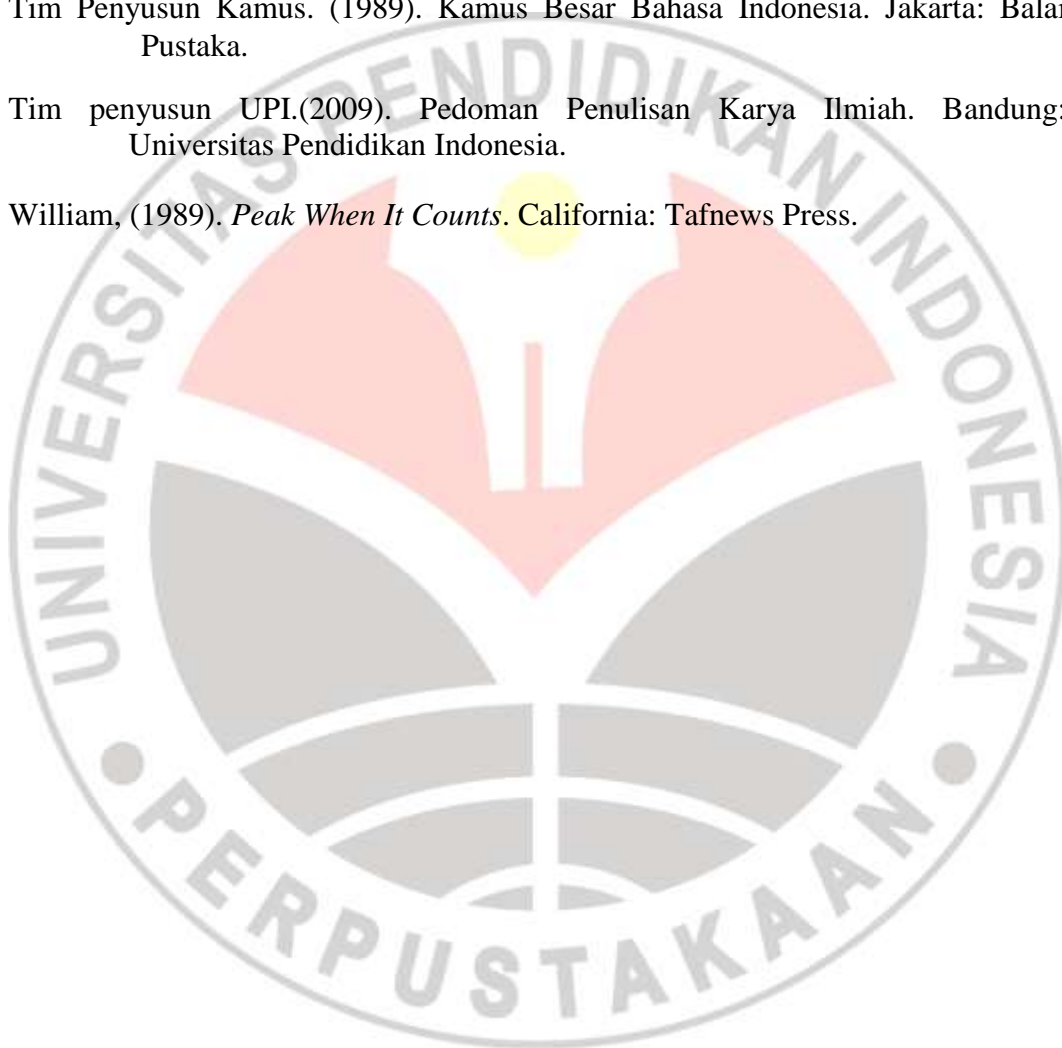 Tim Penyusun Kamus. (1989). Kamus Besar Bahasa Indonesia. Jakarta: Balai
Pustaka.
Tim penyusun UPI.(2009). Pedoman Penulisan Karya Ilmiah. Bandung:
Universitas Pendidikan Indonesia.
William, (1989). Peak When It Counts. California: Tafnews Press.
UNIVERSITAS PENDIDIKAN INDONESIA
PERPUSTAKAAN